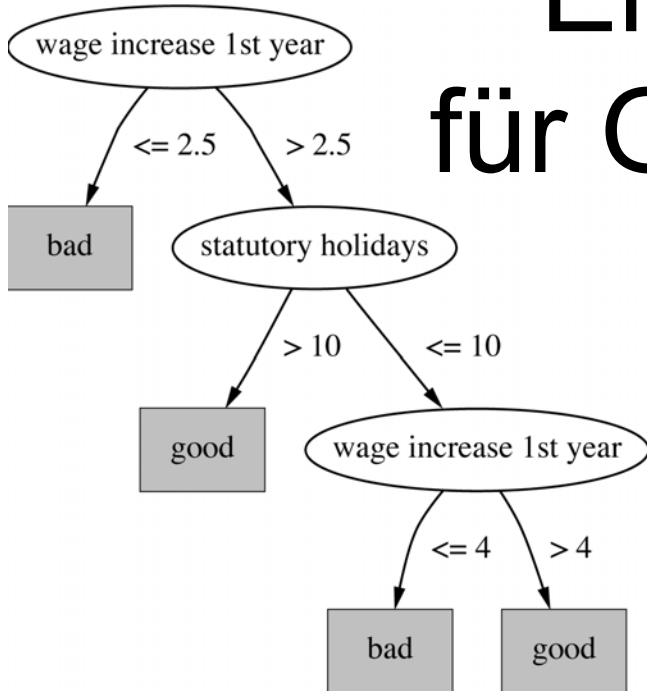 wage increase 1st year
für
<= 2.5 > 2.5
bad
statutory holidays
> 10 <= 10
good
wage increase 1st year
<= 4 > 4
bad good